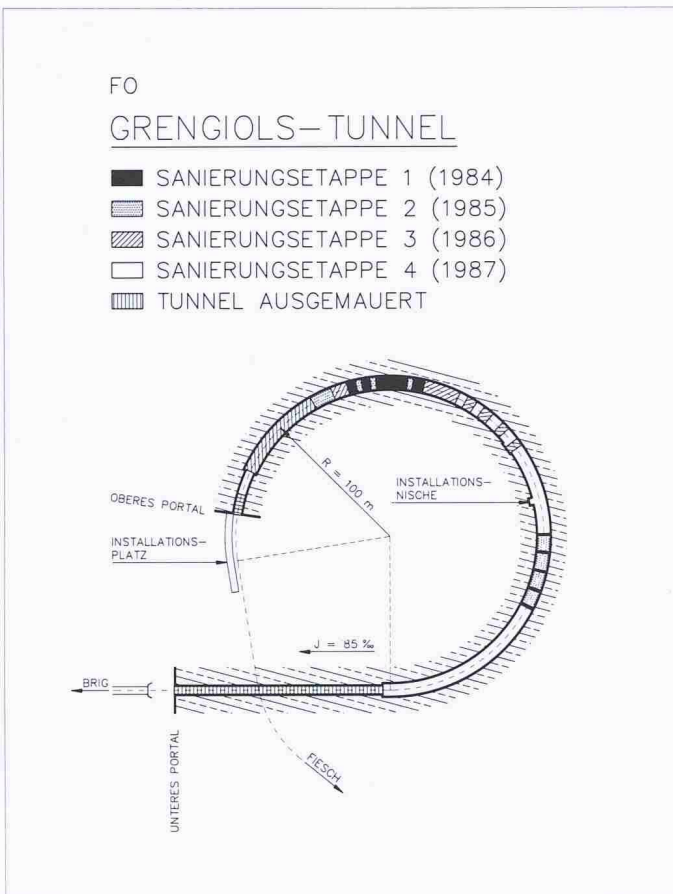 FO
GRENGIOLS-TUNNEL
SANIERUNGSETAPPE 1 (1984)
SANIERUNGSETAPPE 2 (1985)
SANIERUNGSETAPPE 3 (1986)
SANIERUNGSETAPPE 4 (1987)
TUNNEL AUSGEMAUERT
R = 100 m
INSTALLATIONS-
NISCHE
OBERES PORTAL
INSTALLATIONS-
PLATZ
J = 85 ‰
BRIG
UNTERES PORTAL
FIESCH